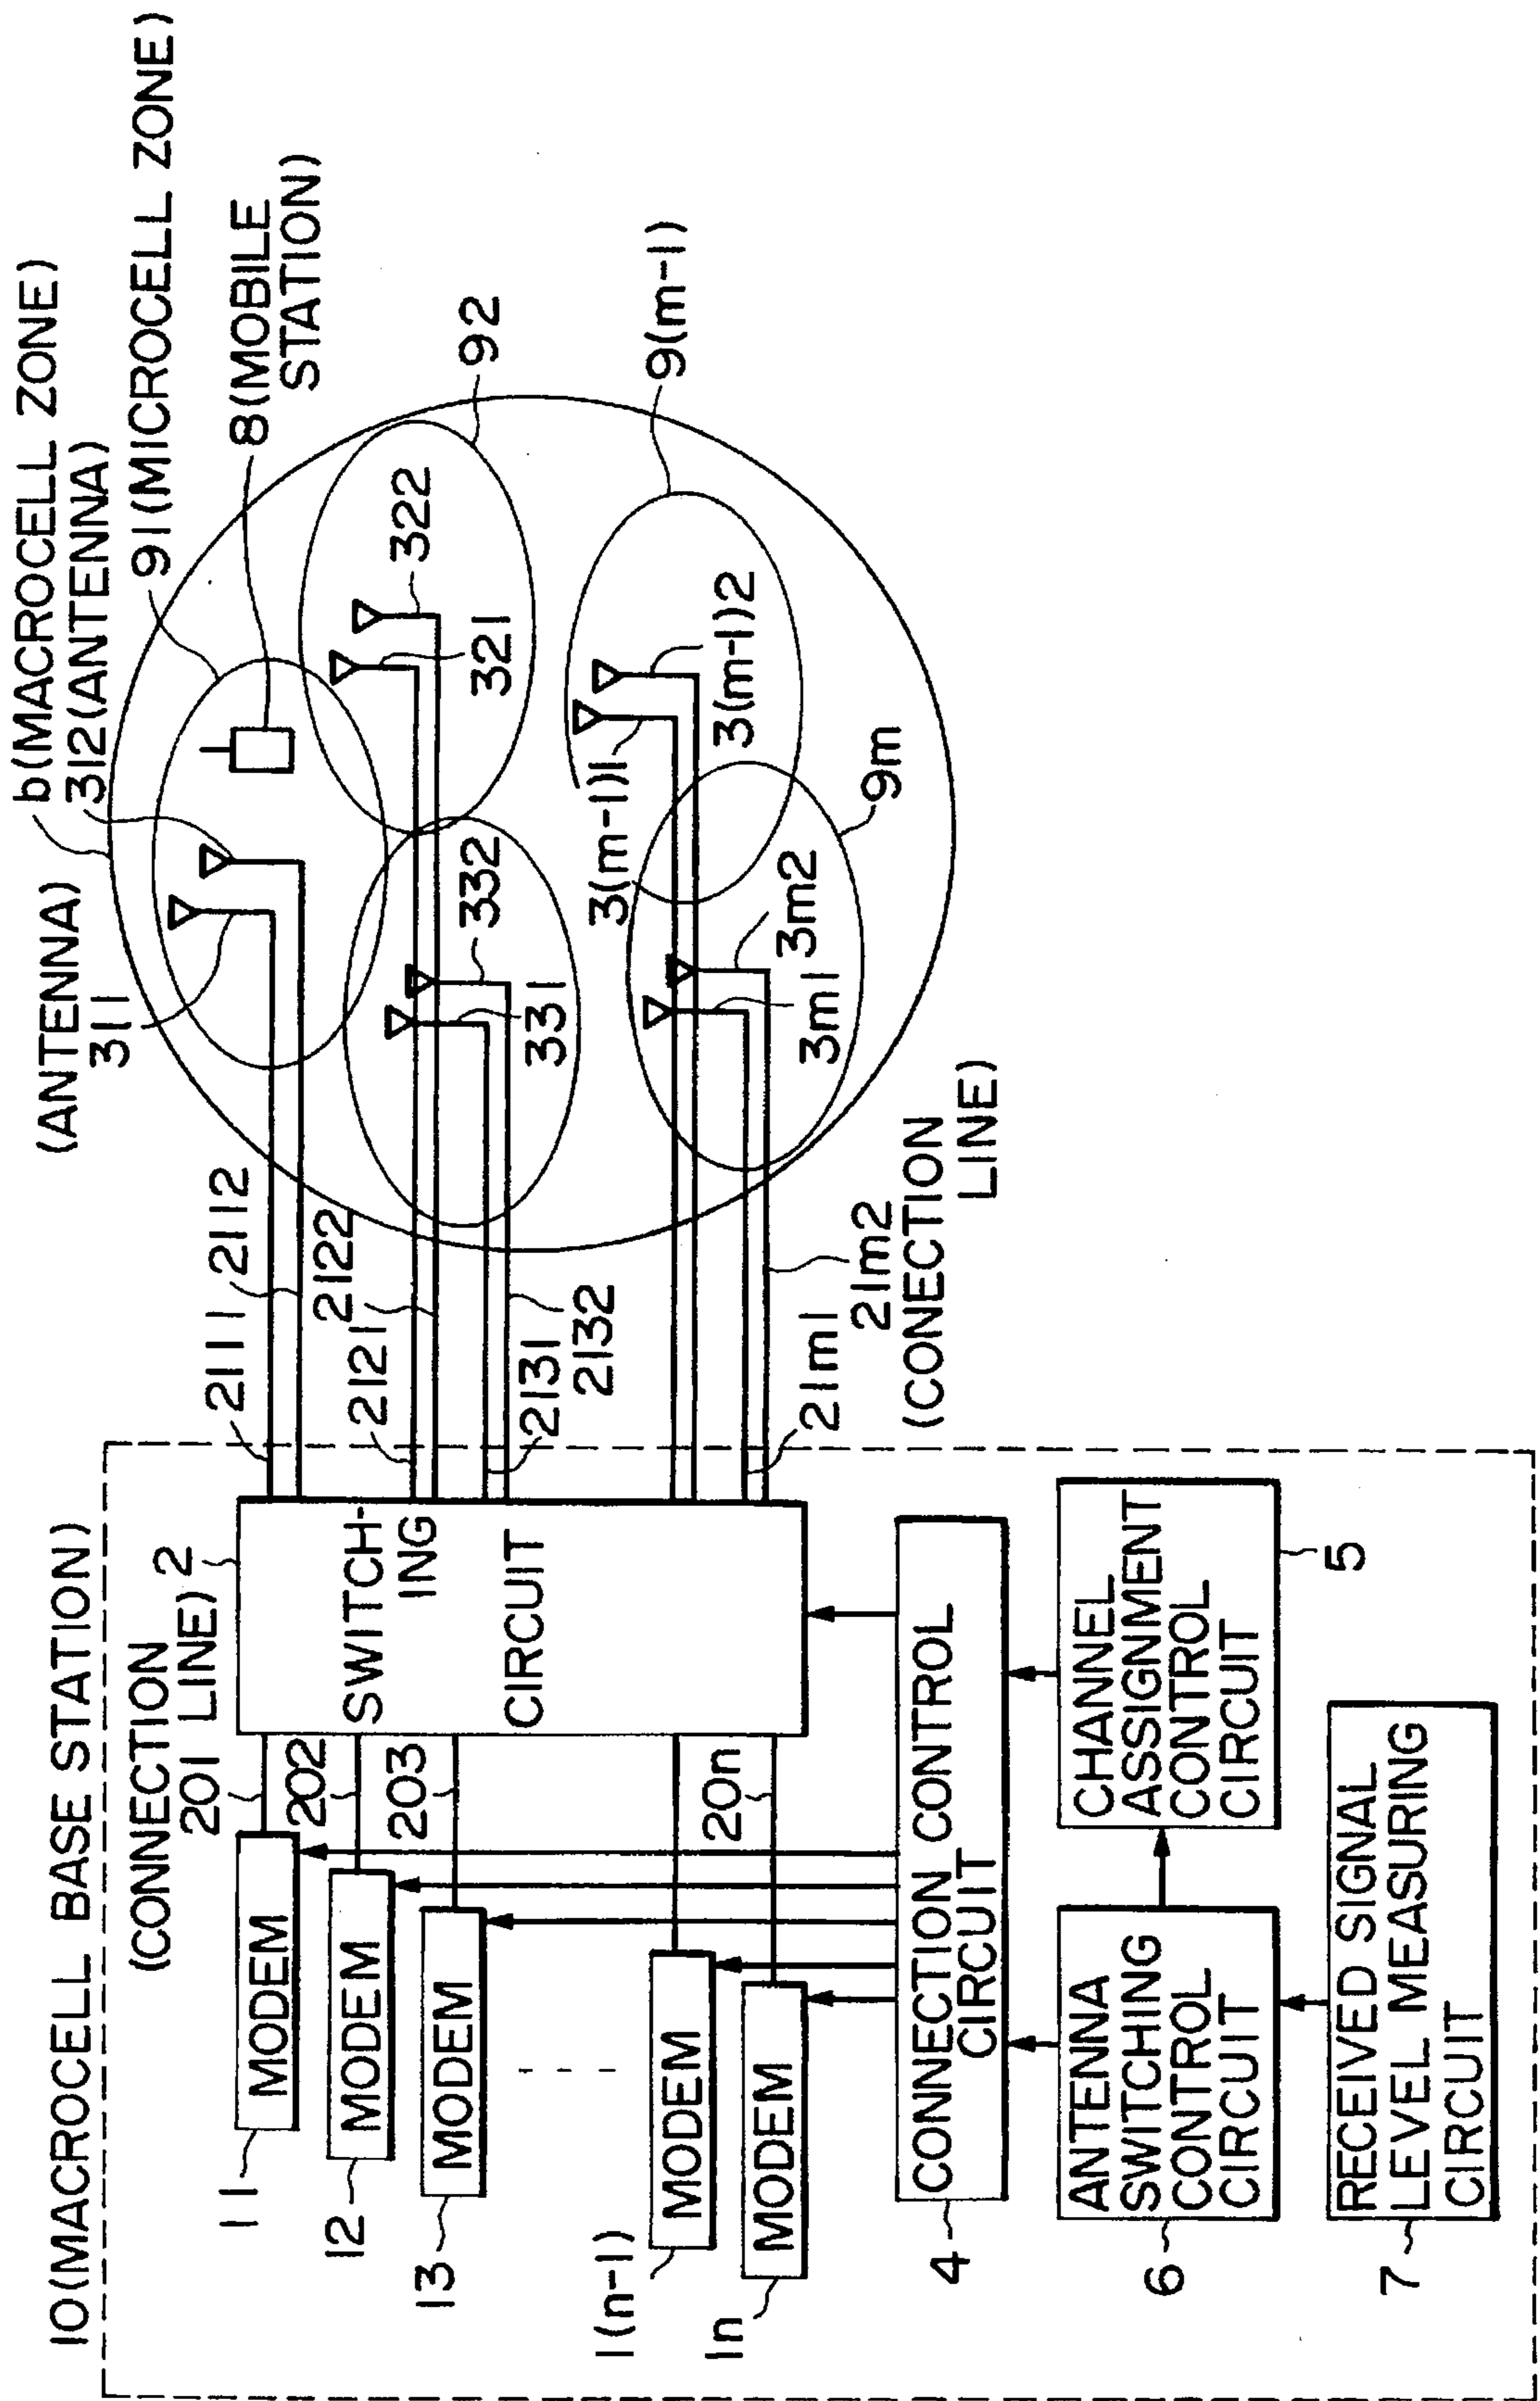 10(MACROCELL BASE STATION)
(CONNECTION
LINE)
201
2
202
203
20n
SWITCH-
ING
CIRCUIT
11
MODEM
12
MODEM
13
MODEM
1(n-1)
MODEM
1n
MODEM
4
CONNECTION CONTROL
CIRCUIT
6
ANTENNA
SWITCHING
CONTROL
CIRCUIT
CHANNEL
ASSIGNMENT
CONTROL
CIRCUIT
5
7
RECEIVED SIGNAL
LEVEL MEASURING
CIRCUIT
2111
2112
2121
2122
2131
2132
21m1
21m2
(CONECTION
LINE)
(ANTENNA)
311
b(MACROCELL ZONE)
312(ANTENNA)
91(MICROCELL ZONE)
8(MOBILE
STATION)
92
322
321
332
331
9(m-1)
3(m-1)1
3(m-1)2
9m
3m2
3m1